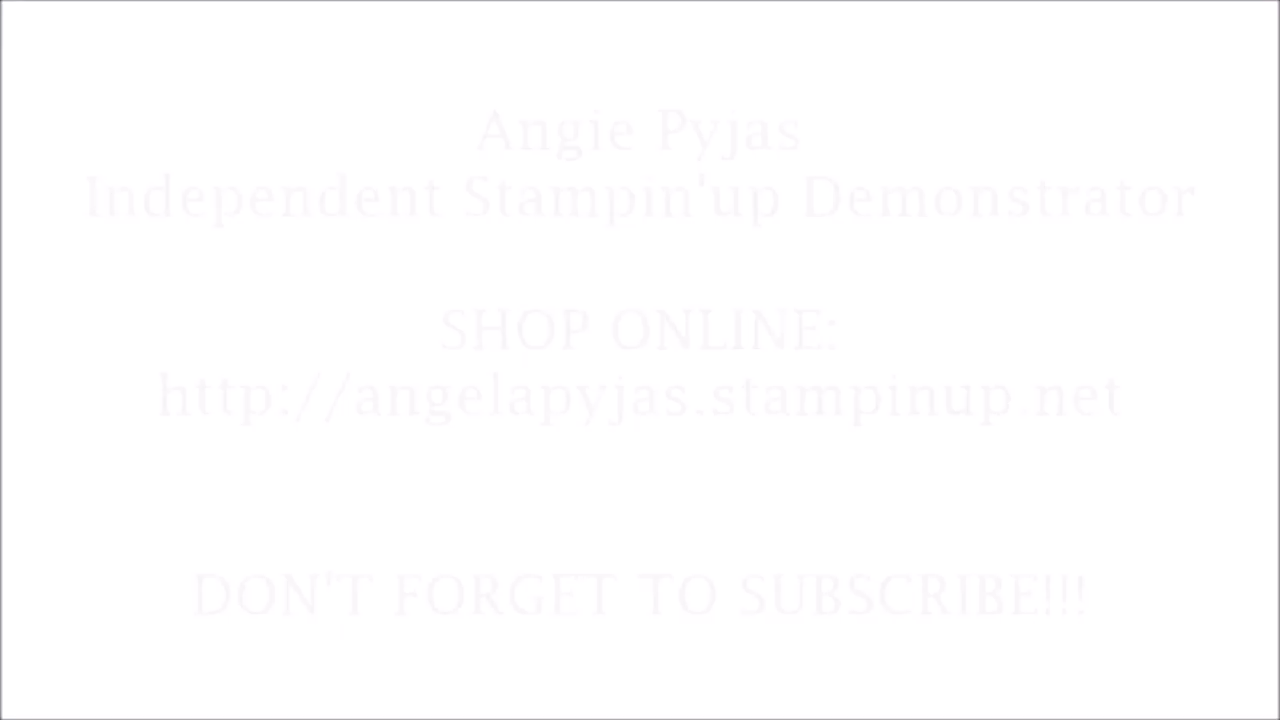 Angie Pyjas
Independent Stampin'up Demonstrator
SHOP ONLINE:
http://angelapyjas.stampinup.net
DON'T FORGET TO SUBSCRIBE!!!